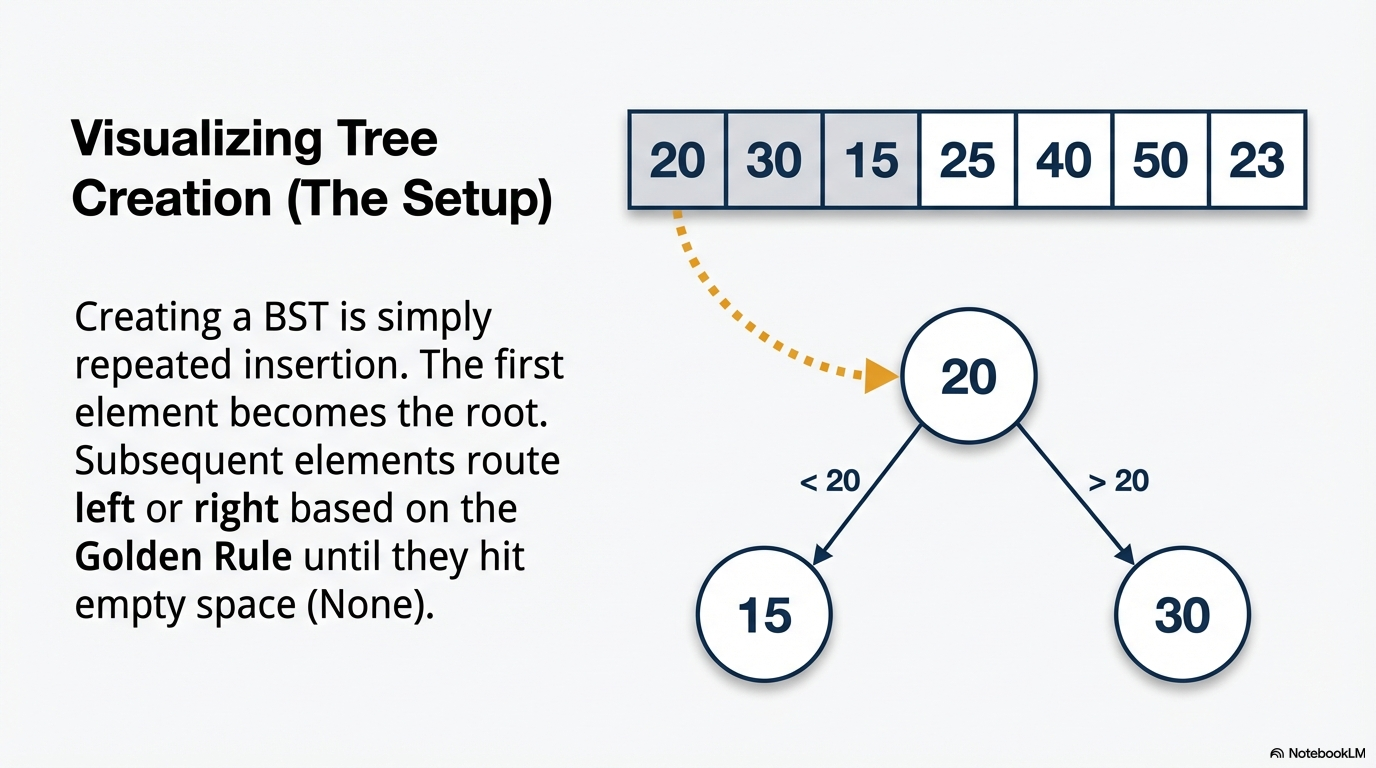 Visualizing Tree
Creation (The Setup)
Creating a BST is simply
repeated insertion. The first
element becomes the root.
Subsequent elements route
left or right based on the
Golden Rule until they hit
empty space (None).
20 30 15 25 40 50 23
20
< 20 > 20
15 30
NotebookLM